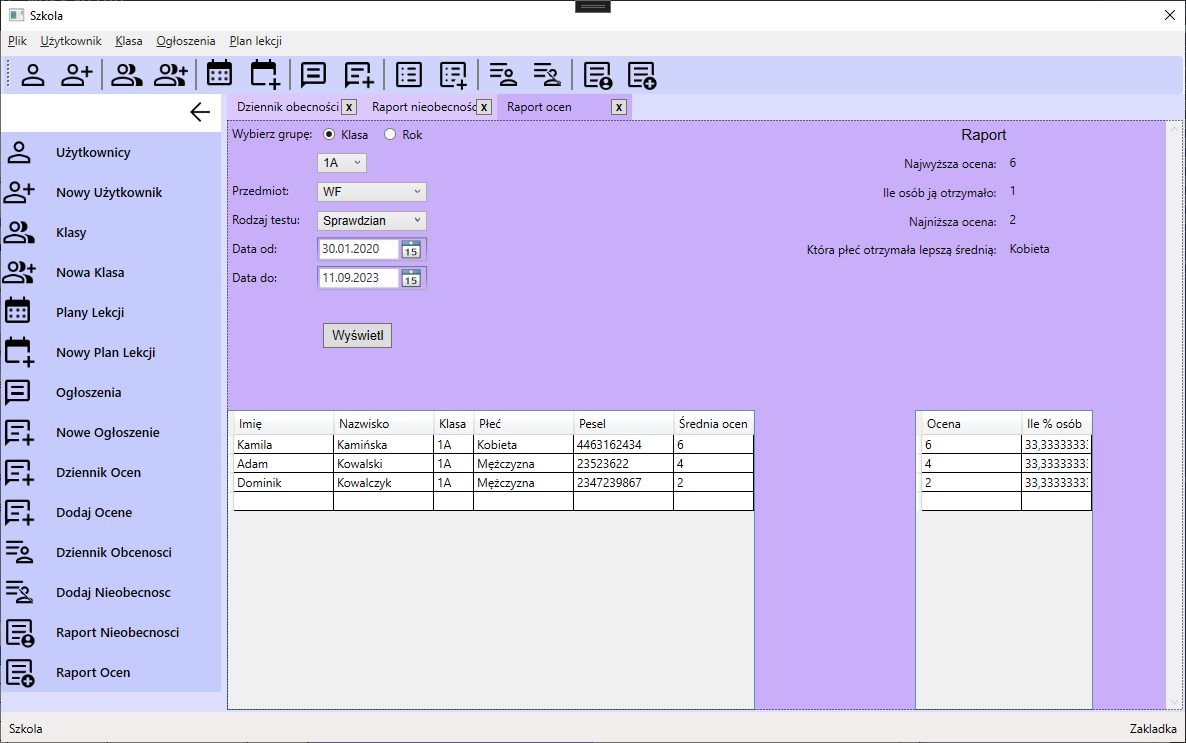 Szkola
Plik Użytkownik Klasa Ogłoszenia Plan lekcji
Dziennik obecności x Raport nieobecnośc x Raport ocen x
Użytkownicy
Nowy Użytkownik
Klasy
Nowa Klasa
Plany Lekcji
Nowy Plan Lekcji
Ogłoszenia
Nowe Ogłoszenie
Dziennik Ocen
Dodaj Ocene
Dziennik Obcenosci
Dodaj Nieobecnosc
Raport Nieobecnosci
Raport Ocen
Wybierz grupę: Klasa Rok
1A
Przedmiot: WF
Rodzaj testu: Sprawdzian
Data od: 30.01.2020 15
Data do: 11.09.2023 15
Wyświetl
Raport
Najwyższa ocena: 6
Ile osób ją otrzymało: 1
Najniższa ocena: 2
Która płeć otrzymała lepszą średnią: Kobieta
Imię Nazwisko Klasa Płeć Pesel Średnia ocen
Kamila Kamińska 1A Kobieta 4463162434 6
Adam Kowalski 1A Mężczyzna 23523622 4
Dominik Kowalczyk 1A Mężczyzna 2347239867 2
Ocena Ile % osób
6 33,33333333
4 33,33333333
2 33,33333333
Szkola Zakladka